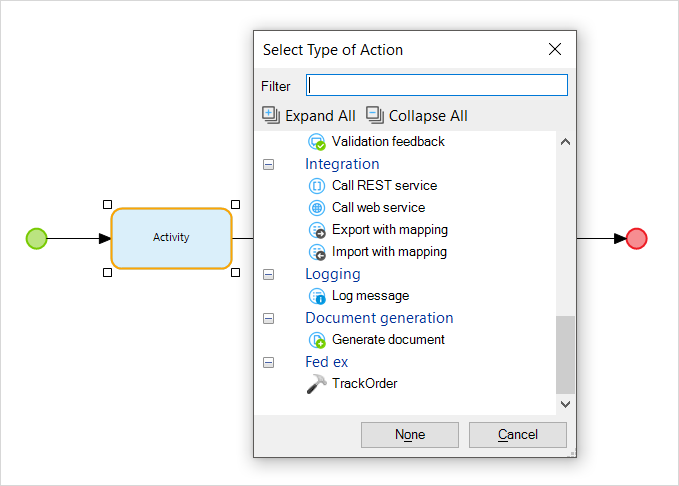 Select Type of Action
Filter
Expand All Collapse All
Validation feedback
Integration
Call REST service
Call web service
Export with mapping
Import with mapping
Logging
Log message
Document generation
Generate document
Fed ex
TrackOrder
None Cancel
Activity